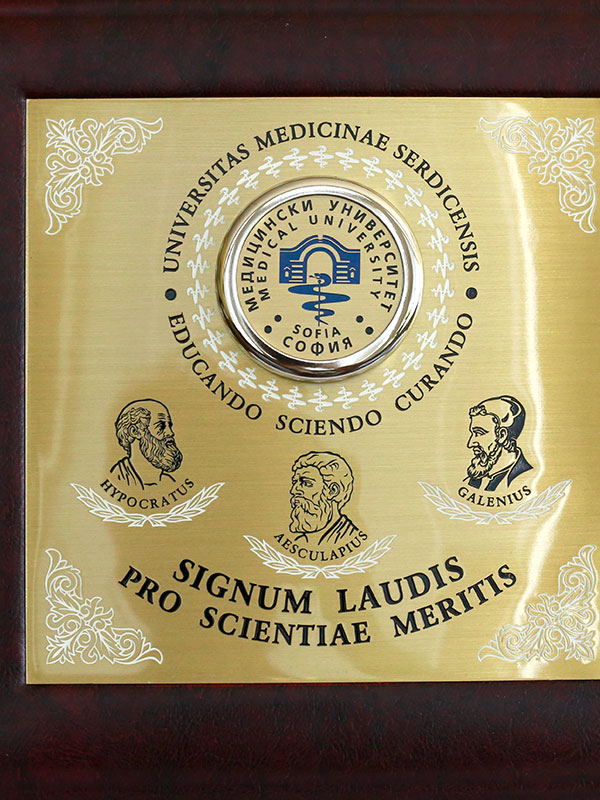 UNIVERSITAS MEDICINAE SERDICENSIS
МЕДИЦИНСКИ УНИВЕРСИТЕТ
MEDICAL UNIVERSITY
SOFIA
СОФИЯ
EDUCANDO SCIENDO CURANDO
HYPOCRATUS
AESCULAPIUS
GALENIUS
SIGNUM LAUDIS
PRO SCIENTIAE MERITIS